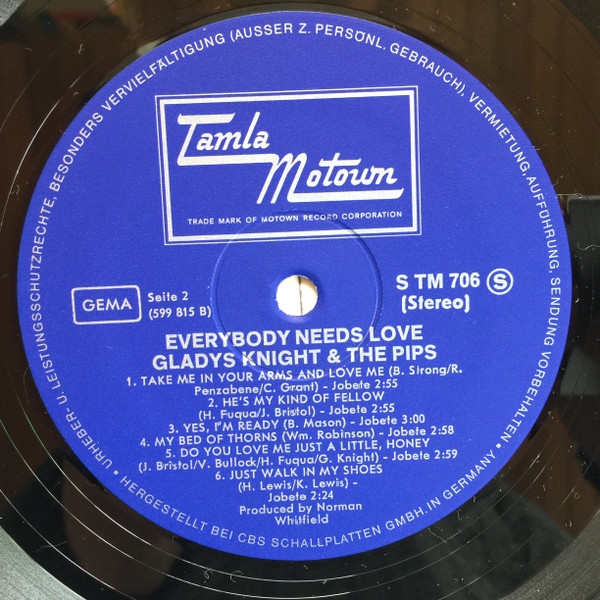 URHEBER- U. LEISTUNGSSCHUTZRECHTE, BESONDERS VERVIELFÄLTIGUNG (AUSSER Z. PERSÖNL. GEBRAUCH), VERMIETUNG, AUFFÜHRUNG, SENDUNG VORBEHALTEN •
Tamla
Motown
TRADE MARK OF MOTOWN RECORD CORPORATION
GEMA
Seite 2
(599 815 B)
S TM 706 S
(Stereo)
EVERYBODY NEEDS LOVE
GLADYS KNIGHT & THE PIPS
1. TAKE ME IN YOUR ARMS AND LOVE ME (B. Strong/R.
Penzabene/C. Grant) - Jobete 2:55
2. HE'S MY KIND OF FELLOW
(H. Fuqua/J. Bristol) - Jobete 2:55
3. YES, I'M READY (B. Mason) - Jobete 3:00
4. MY BED OF THORNS (Wm. Robinson) - Jobete 2:58
5. DO YOU LOVE ME JUST A LITTLE, HONEY
(J. Bristol/V. Bullock/H. Fuqua/G. Knight) - Jobete 2:59
6. JUST WALK IN MY SHOES
(H. Lewis/K. Lewis) -
Jobete 2:24
Produced by Norman
Whitfield
• HERGESTELLT BEI CBS SCHALLPLATTEN GMBH. IN GERMANY •